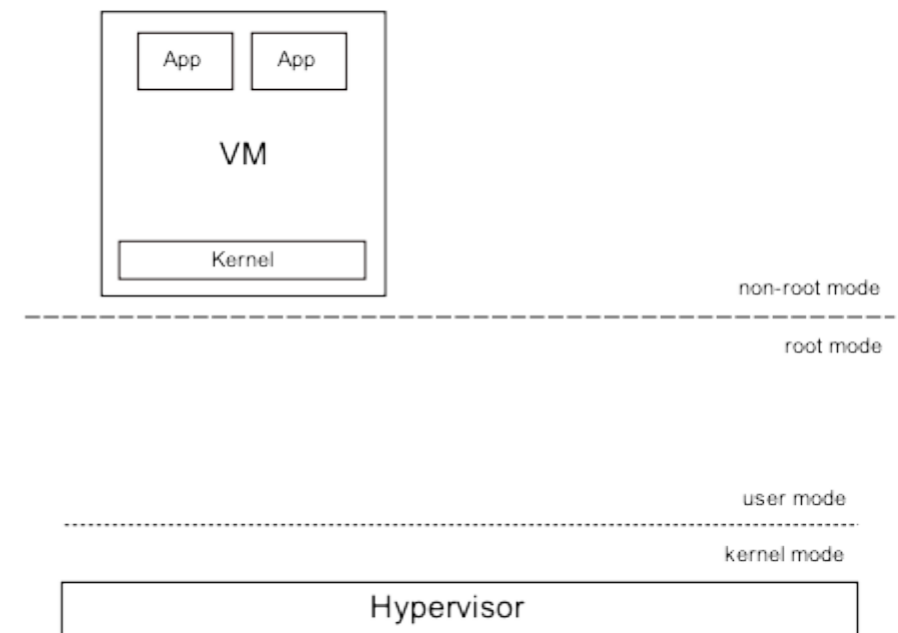 App App
VM
Kernel
non-root mode
root mode
user mode
kernel mode
Hypervisor